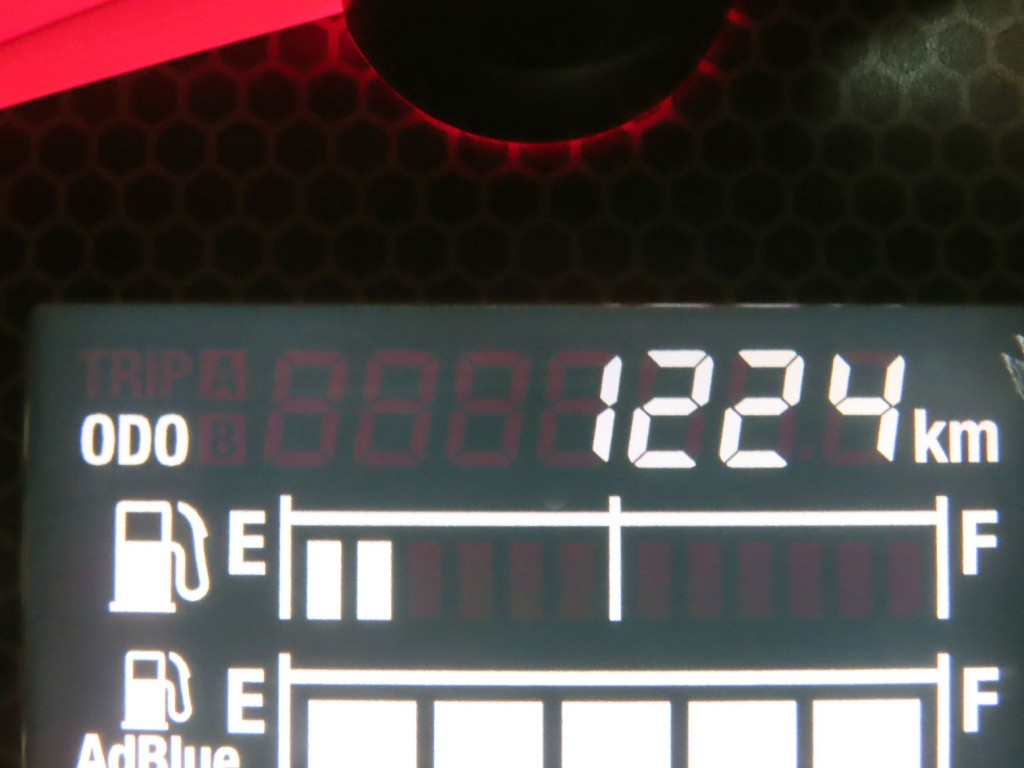 TRIP A
ODO B 1224 km
E F
E F
AdBlue